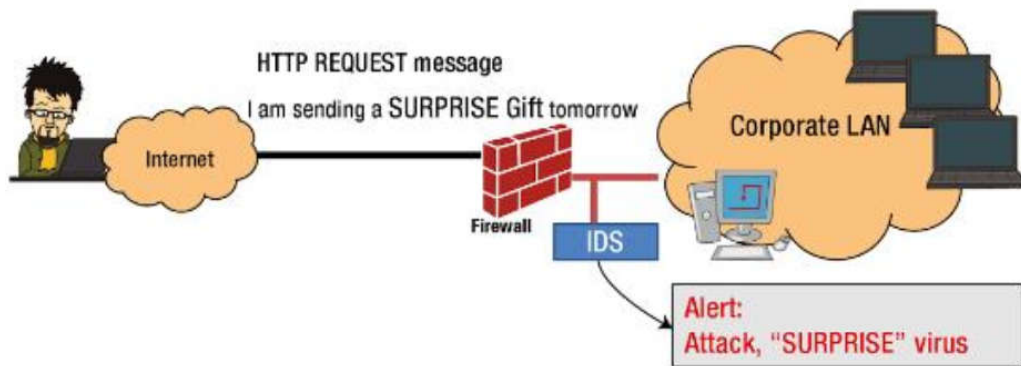 HTTP REQUEST message
I am sending a SURPRISE Gift tomorrow
Internet
Corporate LAN
Firewall
IDS
Alert:
Attack, “SURPRISE” virus